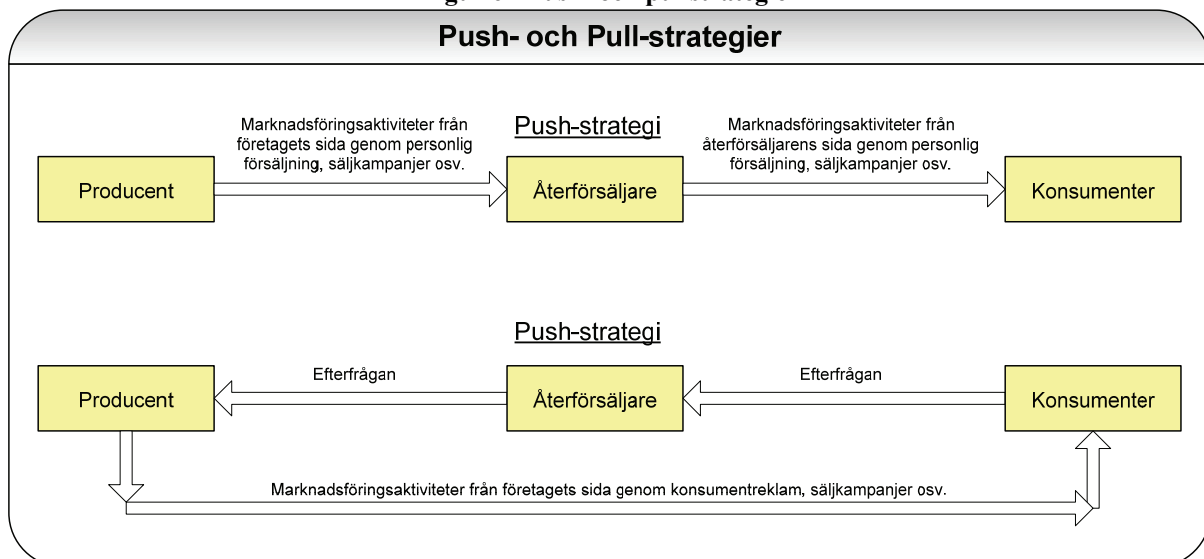 Push- och Pull-strategier
Marknadsföringsaktiviteter från
företagets sida genom personlig
försäljning, säljkampanjer osv.
Push-strategi
Marknadsföringsaktiviteter från
återförsäljarens sida genom personlig
försäljning, säljkampanjer osv.
Producent
Återförsäljare
Konsumenter
Push-strategi
Efterfrågan
Efterfrågan
Producent
Återförsäljare
Konsumenter
Marknadsföringsaktiviteter från företagets sida genom konsumentreklam, säljkampanjer osv.